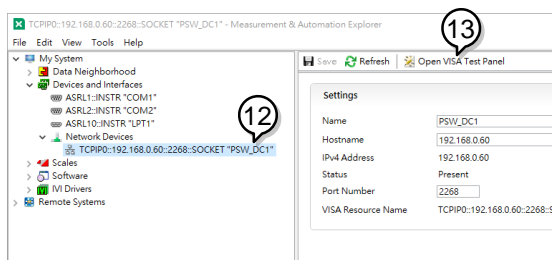 TCPIP0::192.168.0.60::2268::SOCKET "PSW_DC1" - Measurement & Automation Explorer
13
File Edit View Tools Help
My System
Data Neighborhood
Devices and Interfaces
ASRL1::INSTR "COM1"
ASRL2::INSTR "COM2"
ASRL10::INSTR "LPT1"
Network Devices
12
TCPIP0::192.168.0.60::2268::SOCKET "PSW_DC1"
Scales
Software
IVI Drivers
Remote Systems
Save Refresh Open VISA Test Panel
Settings
Name PSW_DC1
Hostname 192.168.0.60
IPv4 Address 192.168.0.60
Status Present
Port Number 2268
VISA Resource Name TCPIP0::192.168.0.60::2268::S